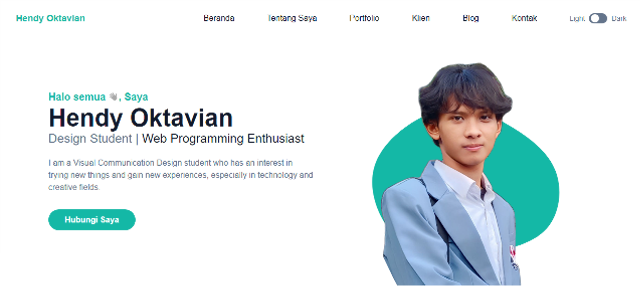 Hendy Oktavian
Beranda Tentang Saya Portfolio Klien Blog Kontak Light Dark
Halo semua 👋🏻, Saya
Hendy Oktavian
Design Student | Web Programming Enthusiast
I am a Visual Communication Design student who has an interest in
trying new things and gain new experiences, especially in technology and
creative fields.
Hubungi Saya